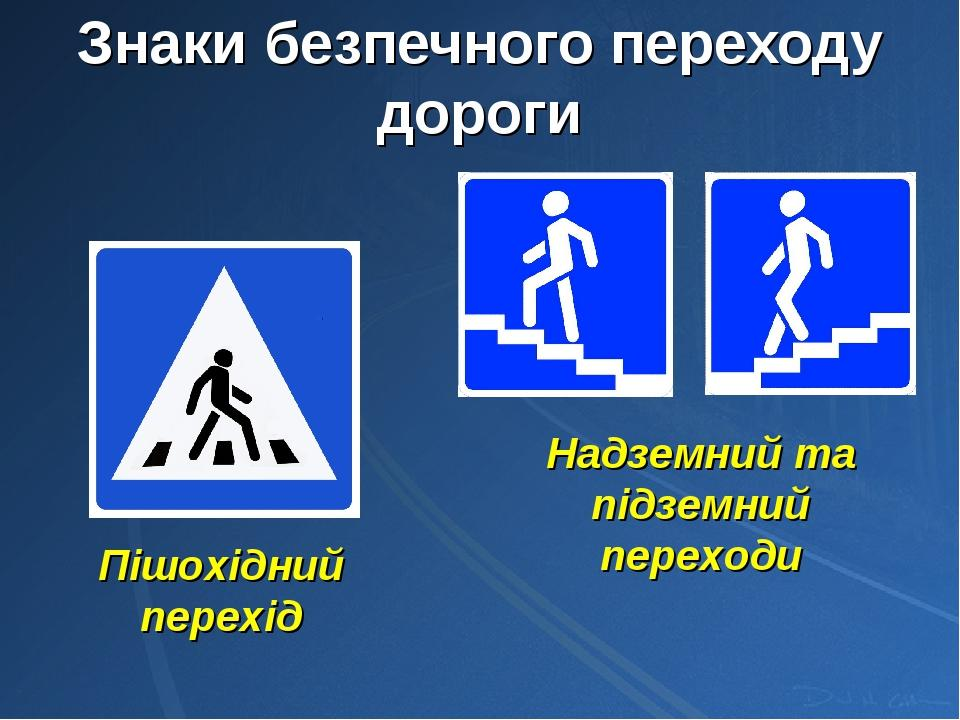 Знаки безпечного переходу
дороги
Надземний та
підземний
переходи
Пішохідний
перехід